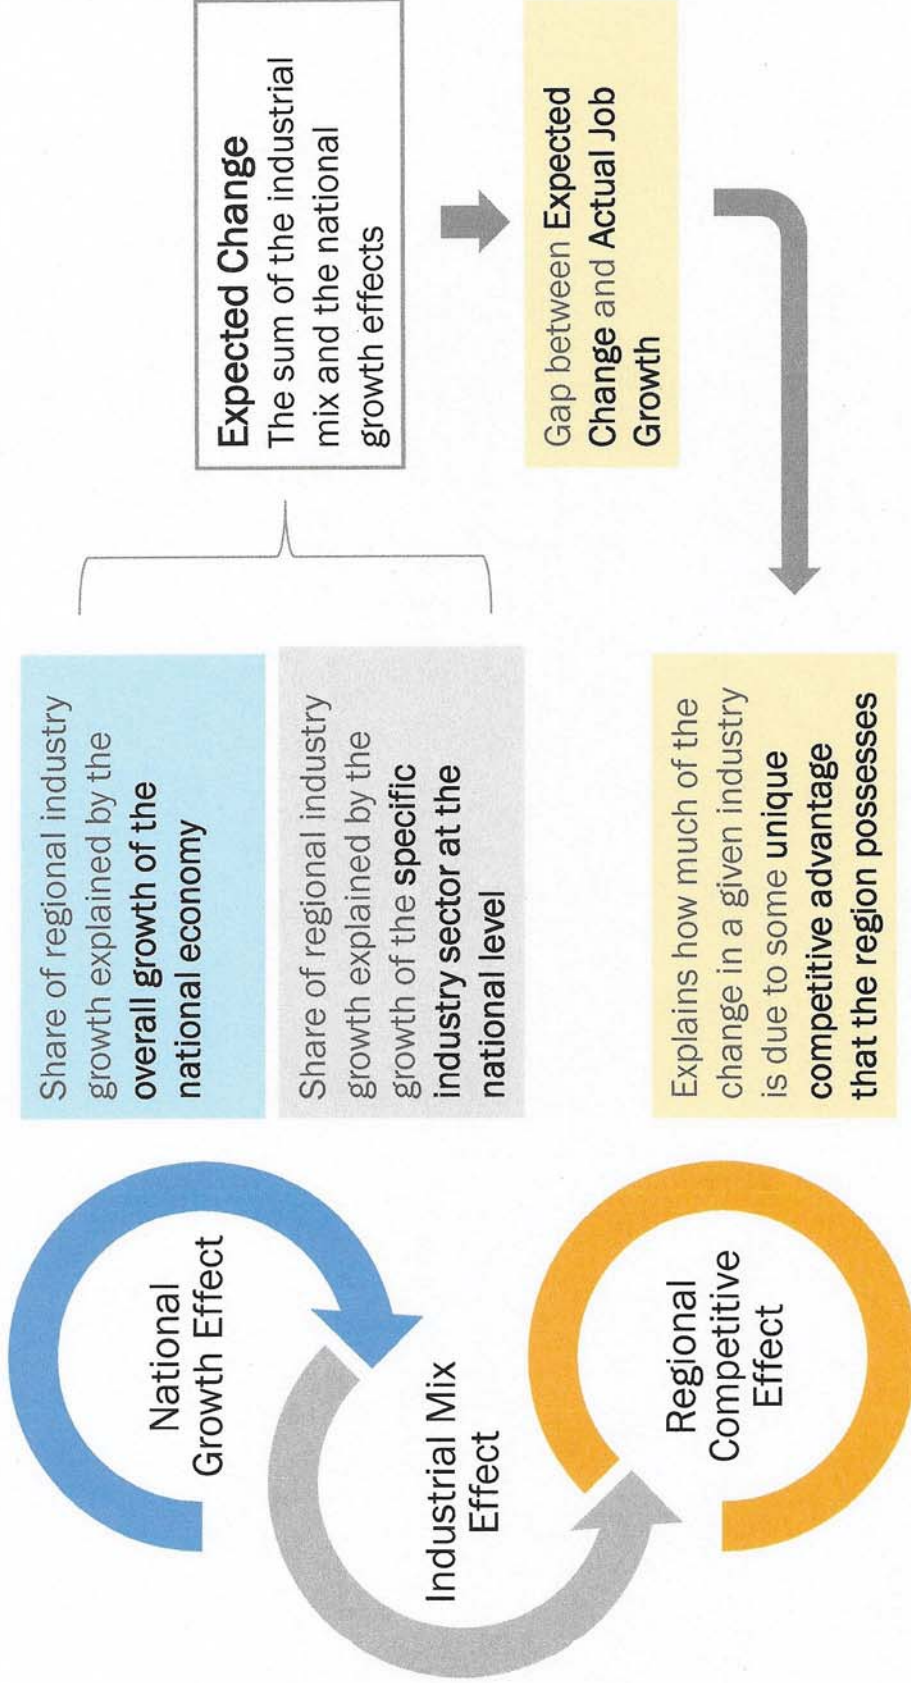 National
Growth Effect
Share of regional industry
growth explained by the
overall growth of the
national economy
Industrial Mix
Effect
Share of regional industry
growth explained by the
growth of the specific
industry sector at the
national level
Expected Change
The sum of the industrial
mix and the national
growth effects
Gap between Expected
Change and Actual Job
Growth
Regional
Competitive
Effect
Explains how much of the
change in a given industry
is due to some unique
competitive advantage
that the region possesses